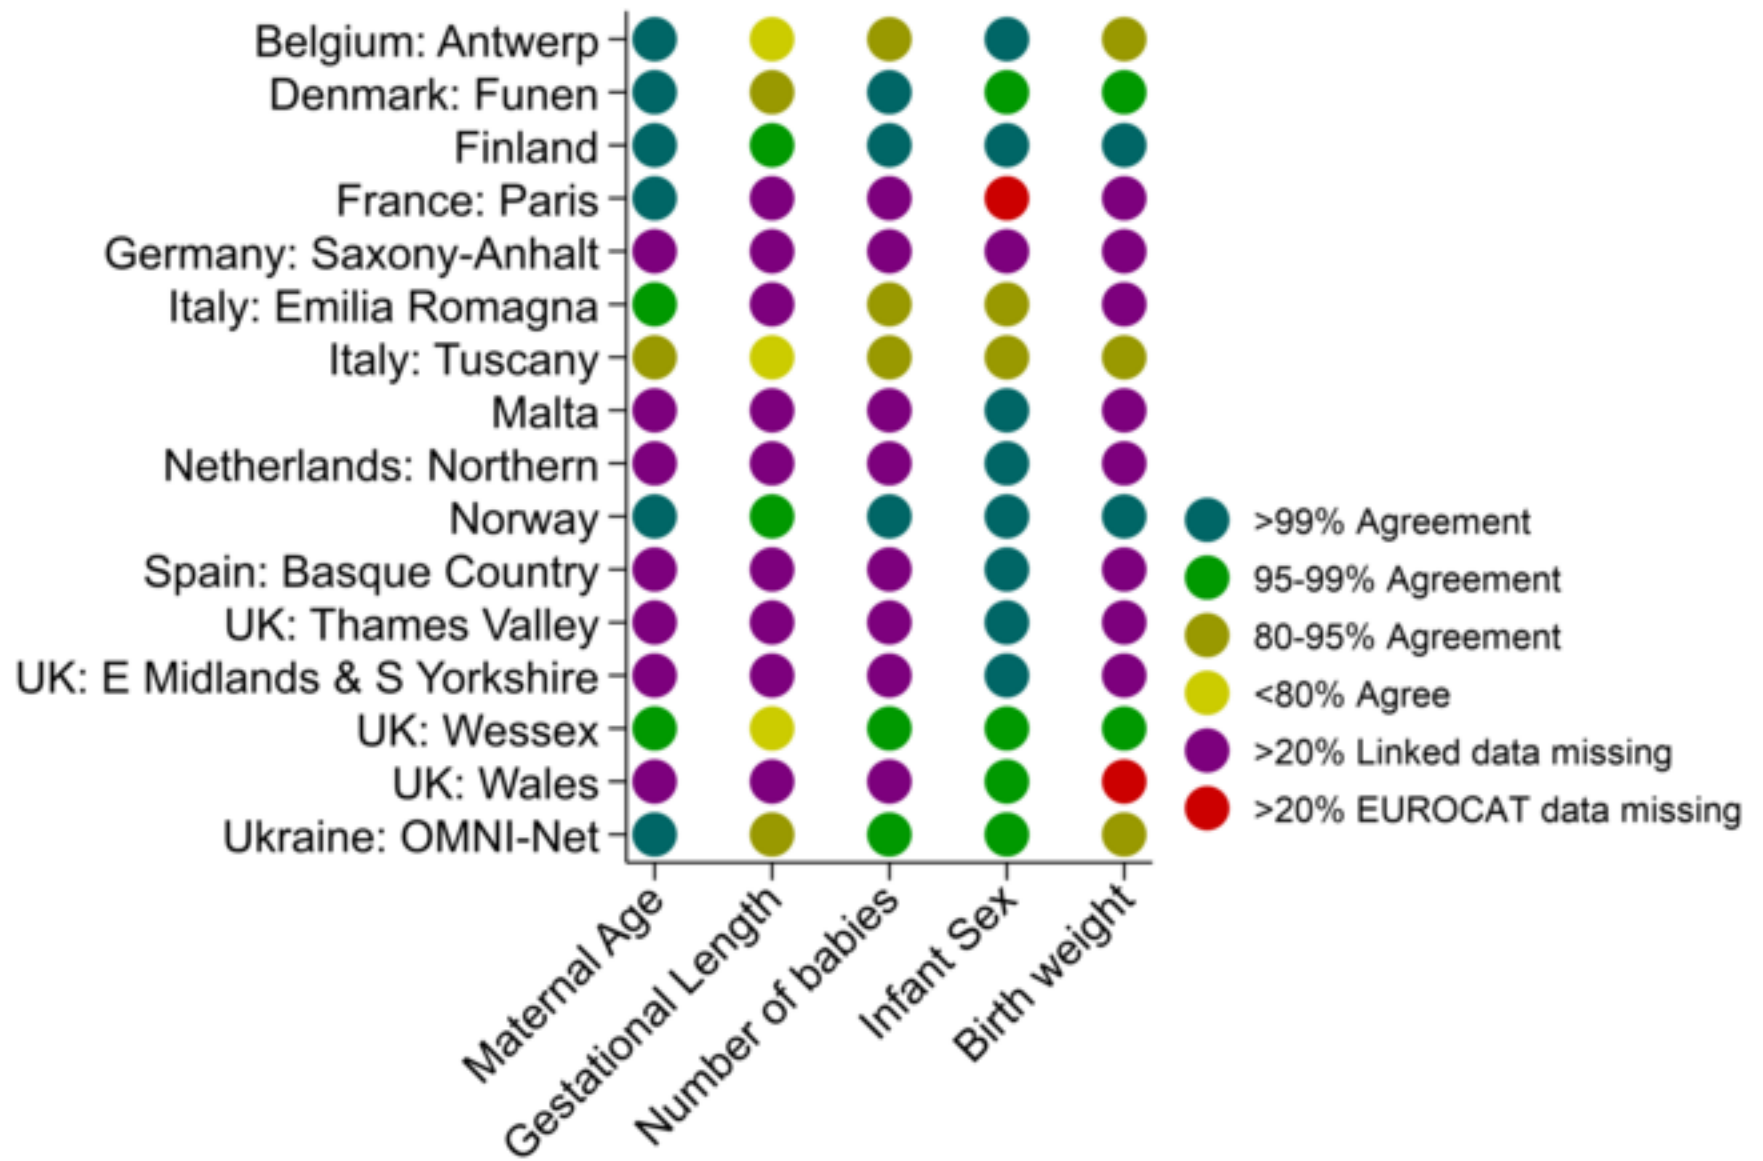 Belgium: Antwerp
Denmark: Funen
Finland
France: Paris
Germany: Saxony-Anhalt
Italy: Emilia Romagna
Italy: Tuscany
Malta
Netherlands: Northern
Norway
Spain: Basque Country
UK: Thames Valley
UK: E Midlands & S Yorkshire
UK: Wessex
UK: Wales
Ukraine: OMNI-Net
>99% Agreement
95-99% Agreement
80-95% Agreement
<80% Agree
>20% Linked data missing
>20% EUROCAT data missing
Maternal Age
Gestational Length
Number of babies
Infant Sex
Birth weight